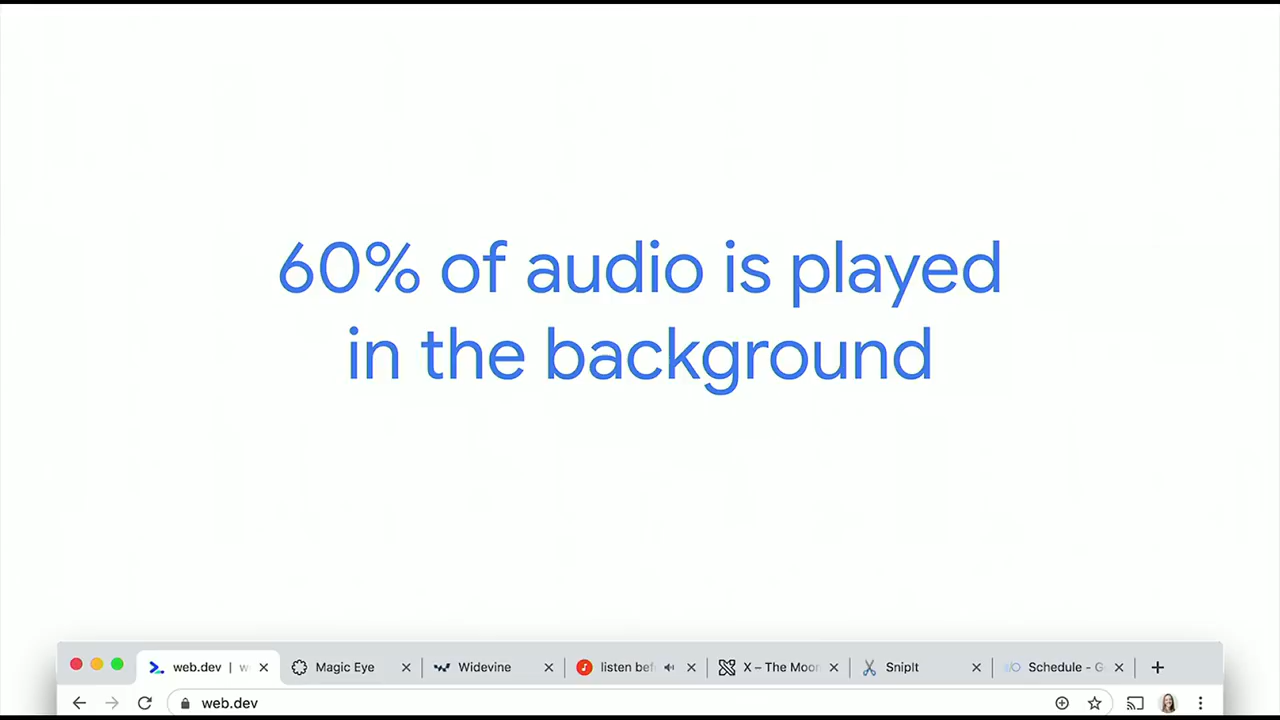 60% of audio is played
in the background
web.dev | w
Magic Eye
Widevine
listen bef
X – The Moon
SnipIt
Schedule - G
web.dev